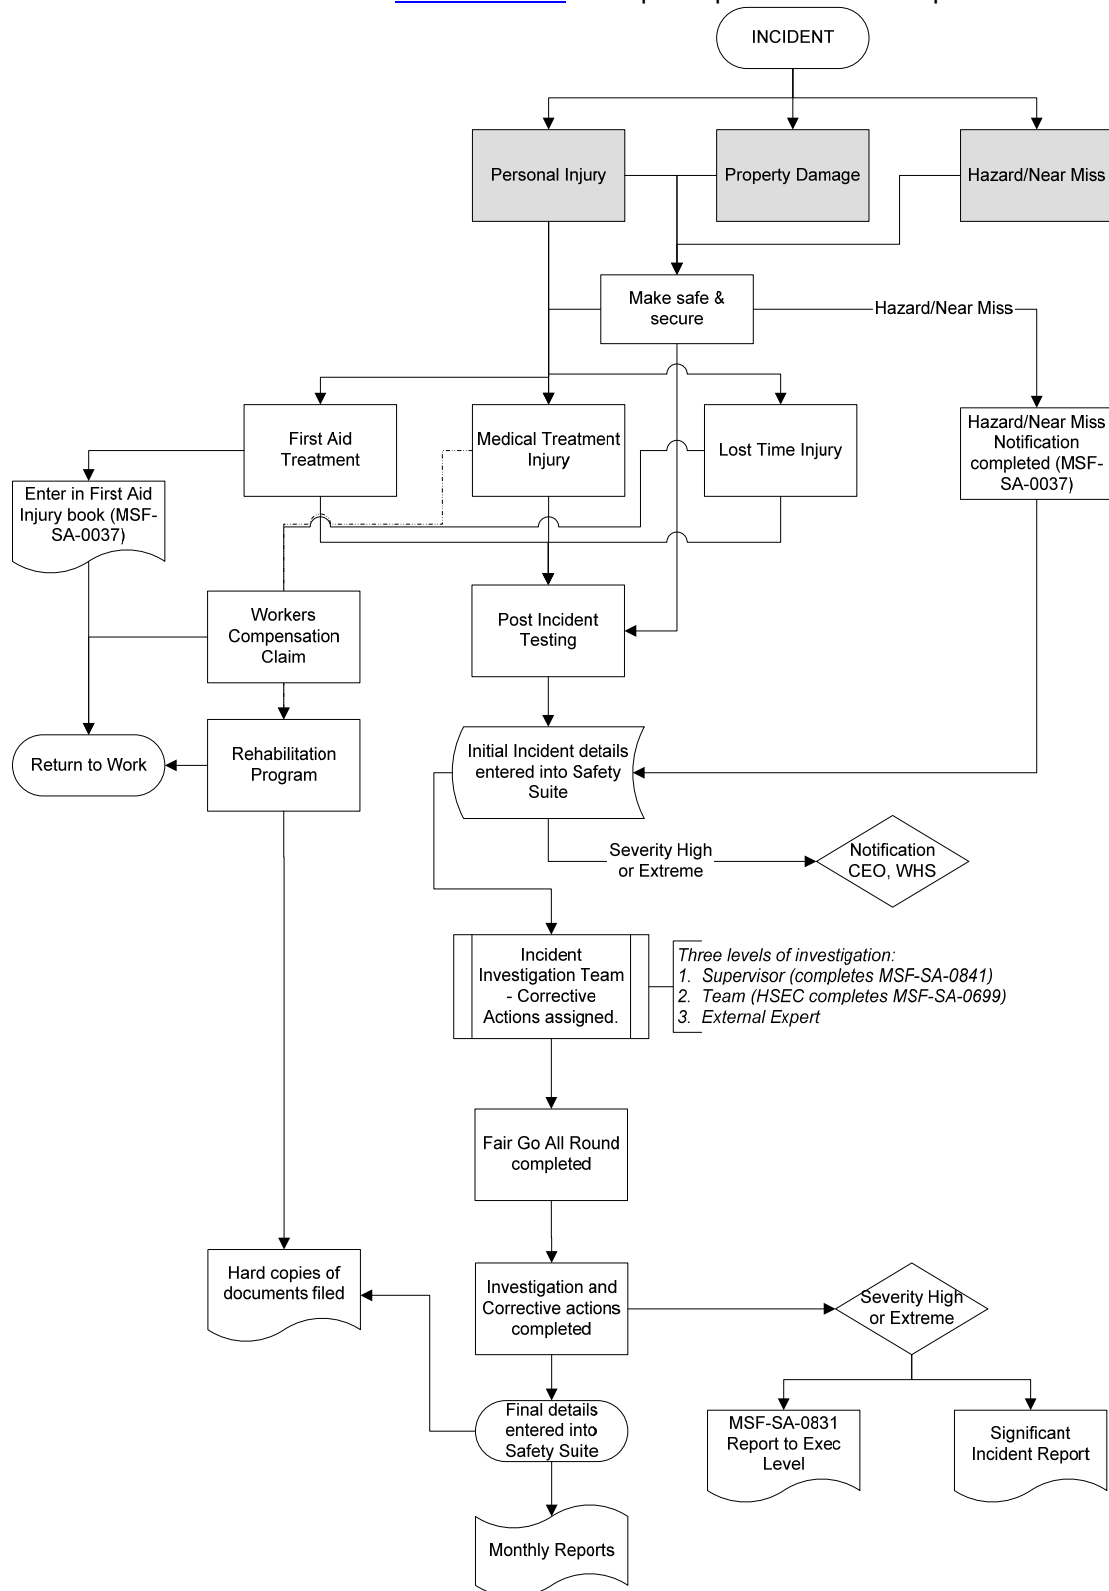 INCIDENT
Personal Injury
Property Damage
Hazard/Near Miss
Make safe &
secure
Hazard/Near Miss
First Aid
Treatment
Medical Treatment
Injury
Lost Time Injury
Hazard/Near Miss
Notification
completed (MSF-
SA-0037)
Enter in First Aid
Injury book (MSF-
SA-0037)
Workers
Compensation
Claim
Post Incident
Testing
Return to Work
Rehabilitation
Program
Initial Incident details
entered into Safety
Suite
Severity High
or Extreme
Notification
CEO, WHS
Incident
Investigation Team
- Corrective
Actions assigned.
Three levels of investigation:
1. Supervisor (completes MSF-SA-0841)
2. Team (HSEC completes MSF-SA-0699)
3. External Expert
Fair Go All Round
completed
Hard copies of
documents filed
Investigation and
Corrective actions
completed
Severity High
or Extreme
Final details
entered into
Safety Suite
MSF-SA-0831
Report to Exec
Level
Significant
Incident Report
Monthly Reports